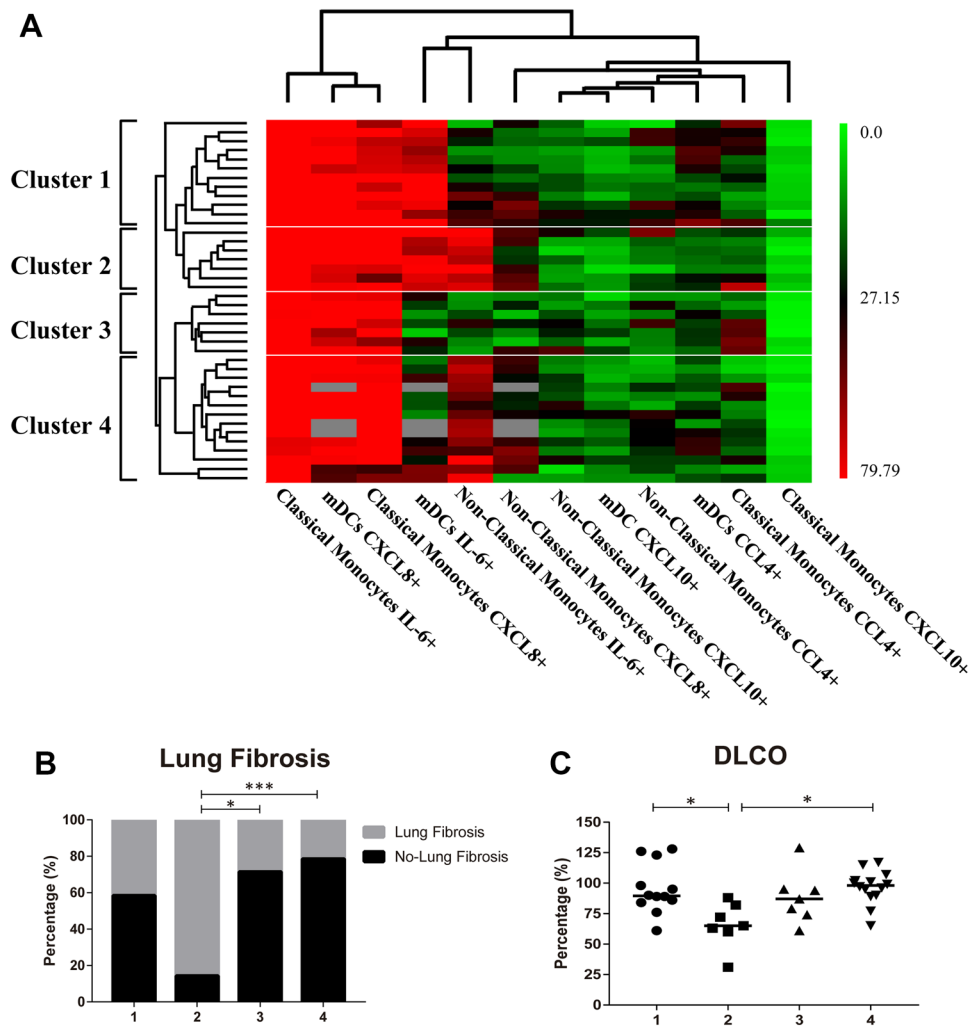 A
Cluster 1
Cluster 2
Cluster 3
Cluster 4
0.0
27.15
79.79
Classical Monocytes IL-6+
mDCs CXCL8+
Classical Monocytes CXCL8+
mDCs IL-6+
Non-Classical Monocytes IL-6+
Non-Classical Monocytes CXCL8+
Non-Classical Monocytes CXCL10+
mDC CXCL10+
Non-Classical Monocytes CCL4+
mDCs CCL4+
Classical Monocytes CCL4+
Classical Monocytes CXCL10+
B
Lung Fibrosis
***
*
Percentage (%)
100
80
60
40
20
0
1 2 3 4
Lung Fibrosis
No-Lung Fibrosis
C
DLCO
* *
Percentage (%)
150
125
100
75
50
25
0
1 2 3 4